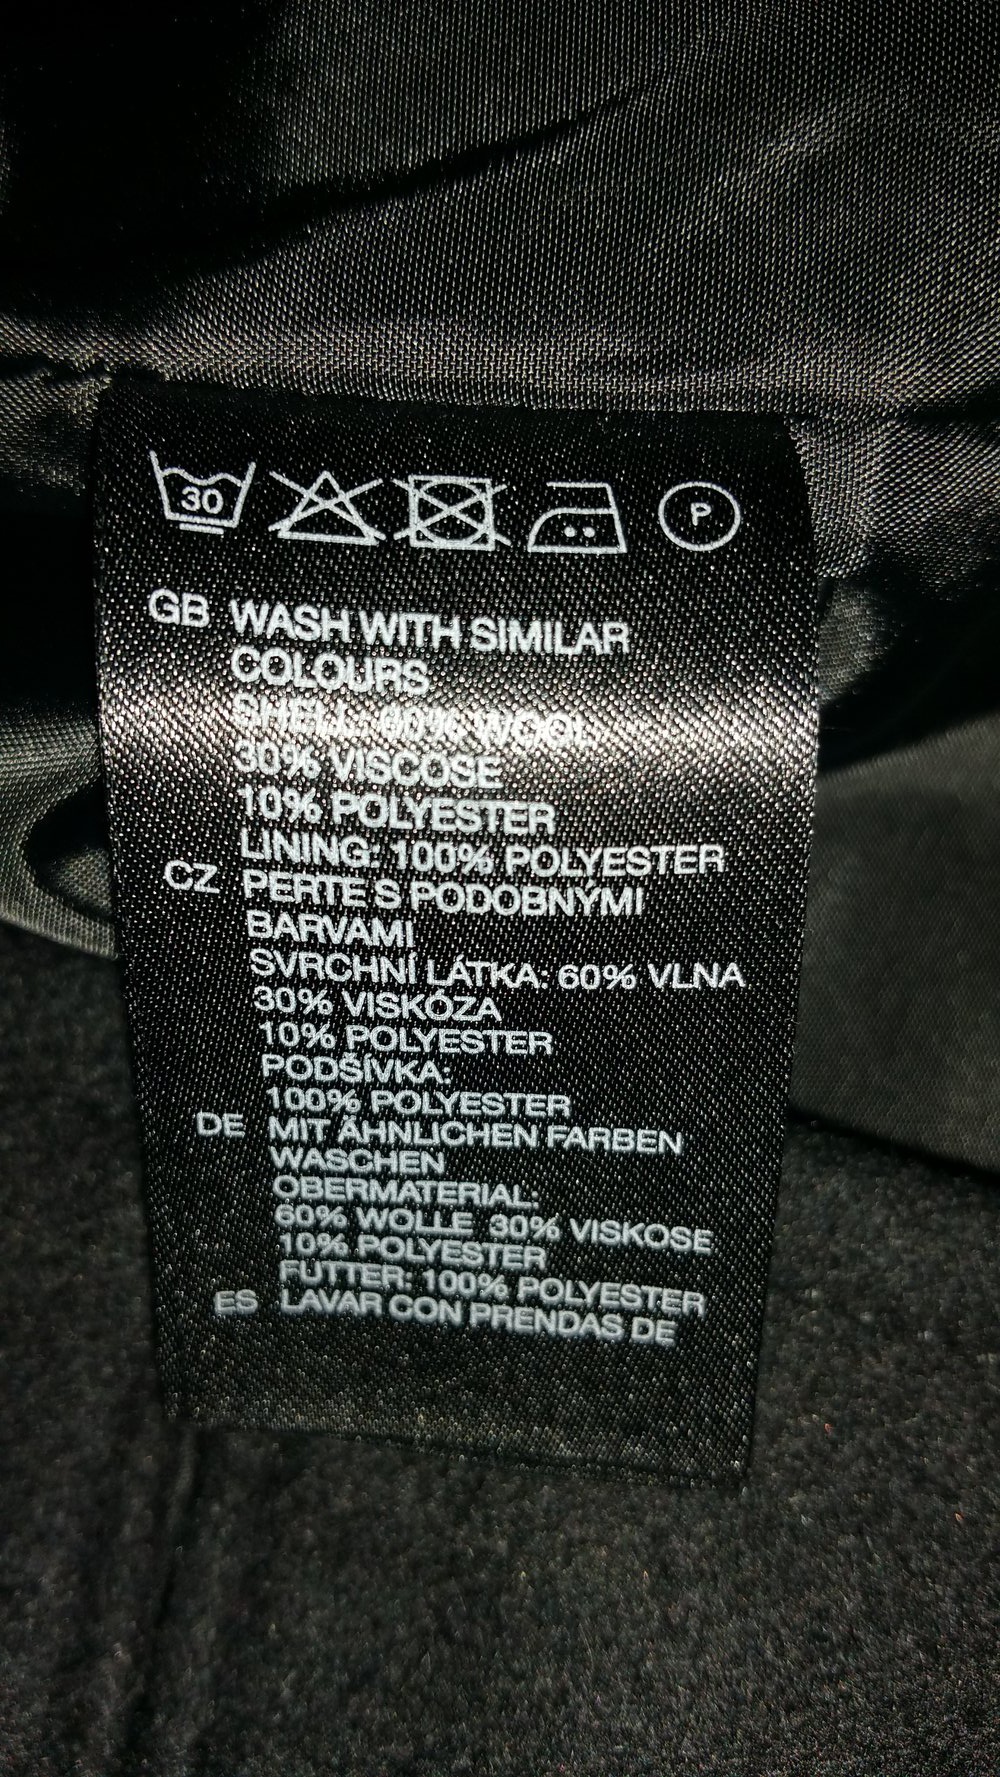 30
P
GB WASH WITH SIMILAR
COLOURS
SHELL: 60% WOOL
30% VISCOSE
10% POLYESTER
LINING: 100% POLYESTER
CZ PERTE S PODOBNÝMI
BARVAMI
SVRCHNÍ LÁTKA: 60% VLNA
30% VISKÓZA
10% POLYESTER
PODŠÍVKA:
100% POLYESTER
DE MIT ÄHNLICHEN FARBEN
WASCHEN
OBERMATERIAL:
60% WOLLE 30% VISKOSE
10% POLYESTER
FUTTER: 100% POLYESTER
ES LAVAR CON PRENDAS DE